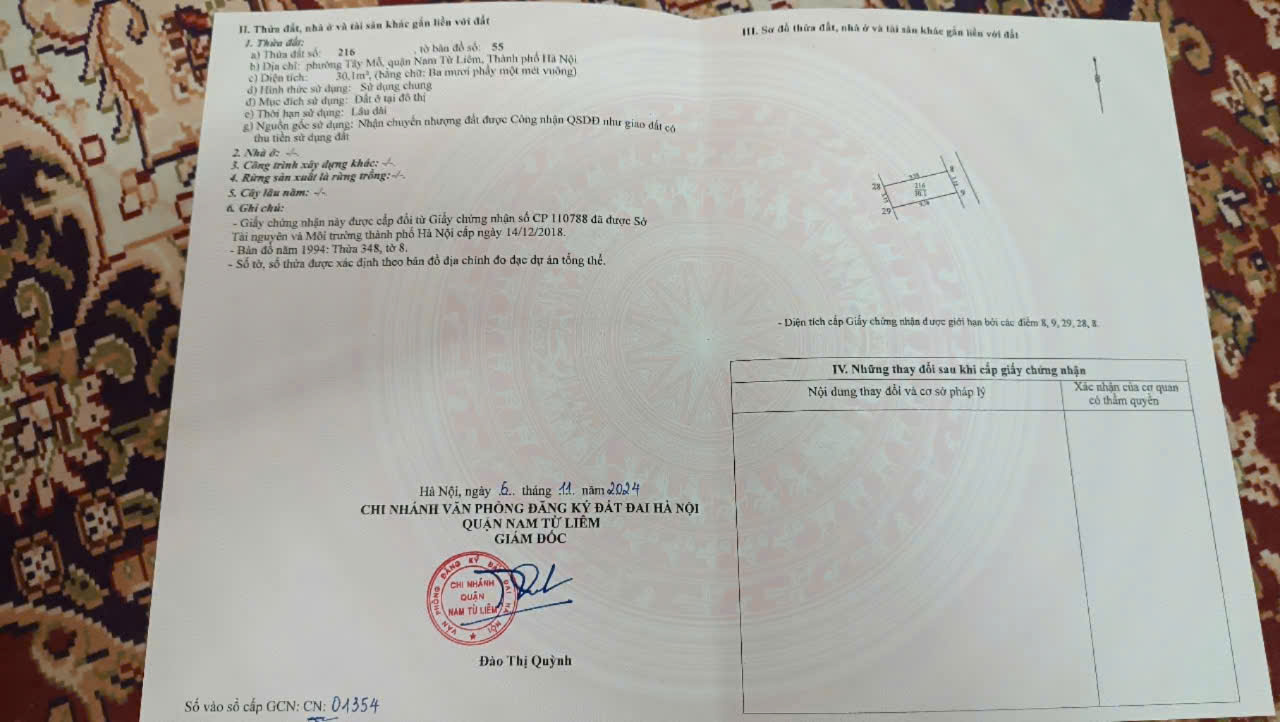 II. Thửa đất, nhà ở và tài sản khác gắn liền với đất
1. Thửa đất:
a) Thửa đất số: 216 , tờ bản đồ số: 55
b) Địa chỉ: phường Tây Mỗ, quận Nam Từ Liêm, Thành phố Hà Nội
c) Diện tích: 30,1m², (bằng chữ: Ba mươi phẩy một mét vuông)
d) Hình thức sử dụng: Sử dụng chung
đ) Mục đích sử dụng: Đất ở tại đô thị
e) Thời hạn sử dụng: Lâu dài
g) Nguồn gốc sử dụng: Nhận chuyển nhượng đất được Công nhận QSDĐ như giao đất có
thu tiền sử dụng đất
2. Nhà ở: -/-
3. Công trình xây dựng khác: -/-
4. Rừng sản xuất là rừng trồng: -/-
5. Cây lâu năm: -/-
6. Ghi chú:
- Giấy chứng nhận này được cấp đổi từ Giấy chứng nhận số CP 110788 đã được Sở
Tài nguyên và Môi trường thành phố Hà Nội cấp ngày 14/12/2018.
- Bản đồ năm 1994: Thửa 348, tờ 8.
- Số tờ, số thửa được xác định theo bản đồ địa chính đo đạc dự án tổng thể.
Hà Nội, ngày 6.. tháng .11. năm 2024
CHI NHÁNH VĂN PHÒNG ĐĂNG KÝ ĐẤT ĐAI HÀ NỘI
QUẬN NAM TỪ LIÊM
GIÁM ĐỐC
VĂN PHÒNG ĐĂNG KÝ ĐẤT ĐAI HÀ NỘI
CHI NHÁNH
QUẬN
NAM TỪ LIÊM
Đào Thị Quỳnh
Số vào sổ cấp GCN: CN: 01354
III. Sơ đồ thửa đất, nhà ở và tài sản khác gắn liền với đất
8
28
216
30.1
9
29
- Diện tích cấp Giấy chứng nhận được giới hạn bởi các điểm 8, 9, 29, 28, 8.
IV. Những thay đổi sau khi cấp giấy chứng nhận
Nội dung thay đổi và cơ sở pháp lý
Xác nhận của cơ quan
có thẩm quyền